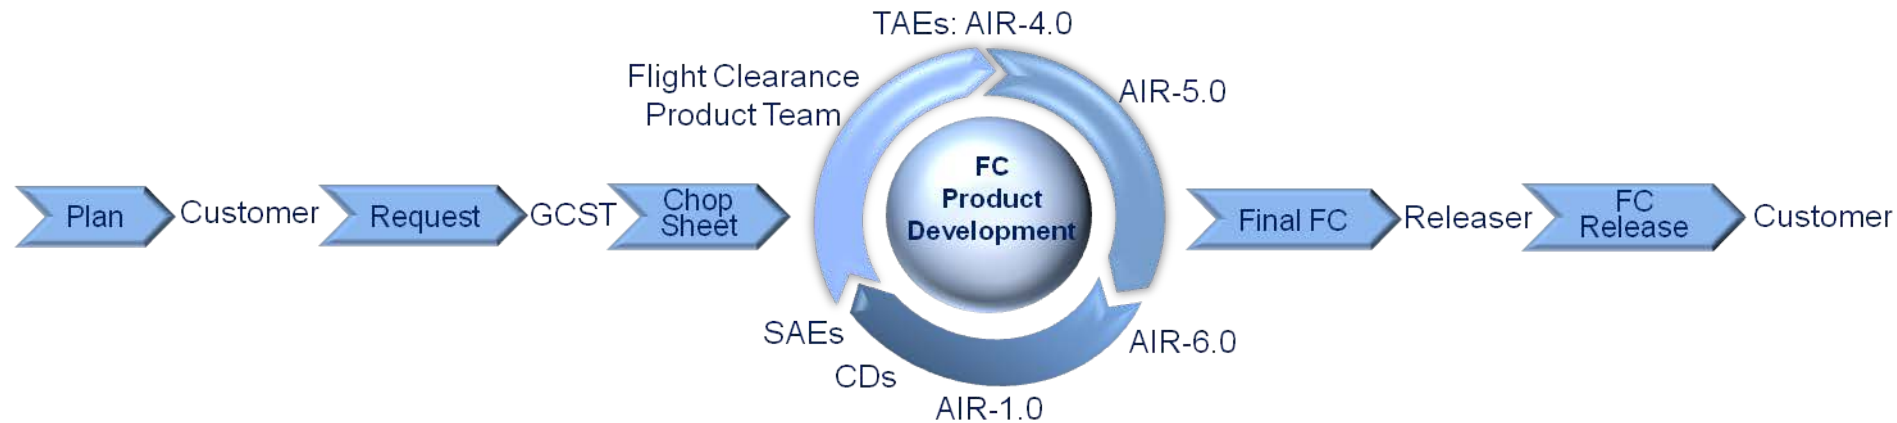 Plan
Customer
Request
GCST
Chop
Sheet
Flight Clearance
Product Team
TAEs: AIR-4.0
AIR-5.0
FC
Product
Development
SAEs
CDs
AIR-1.0
AIR-6.0
Final FC
Releaser
FC
Release
Customer